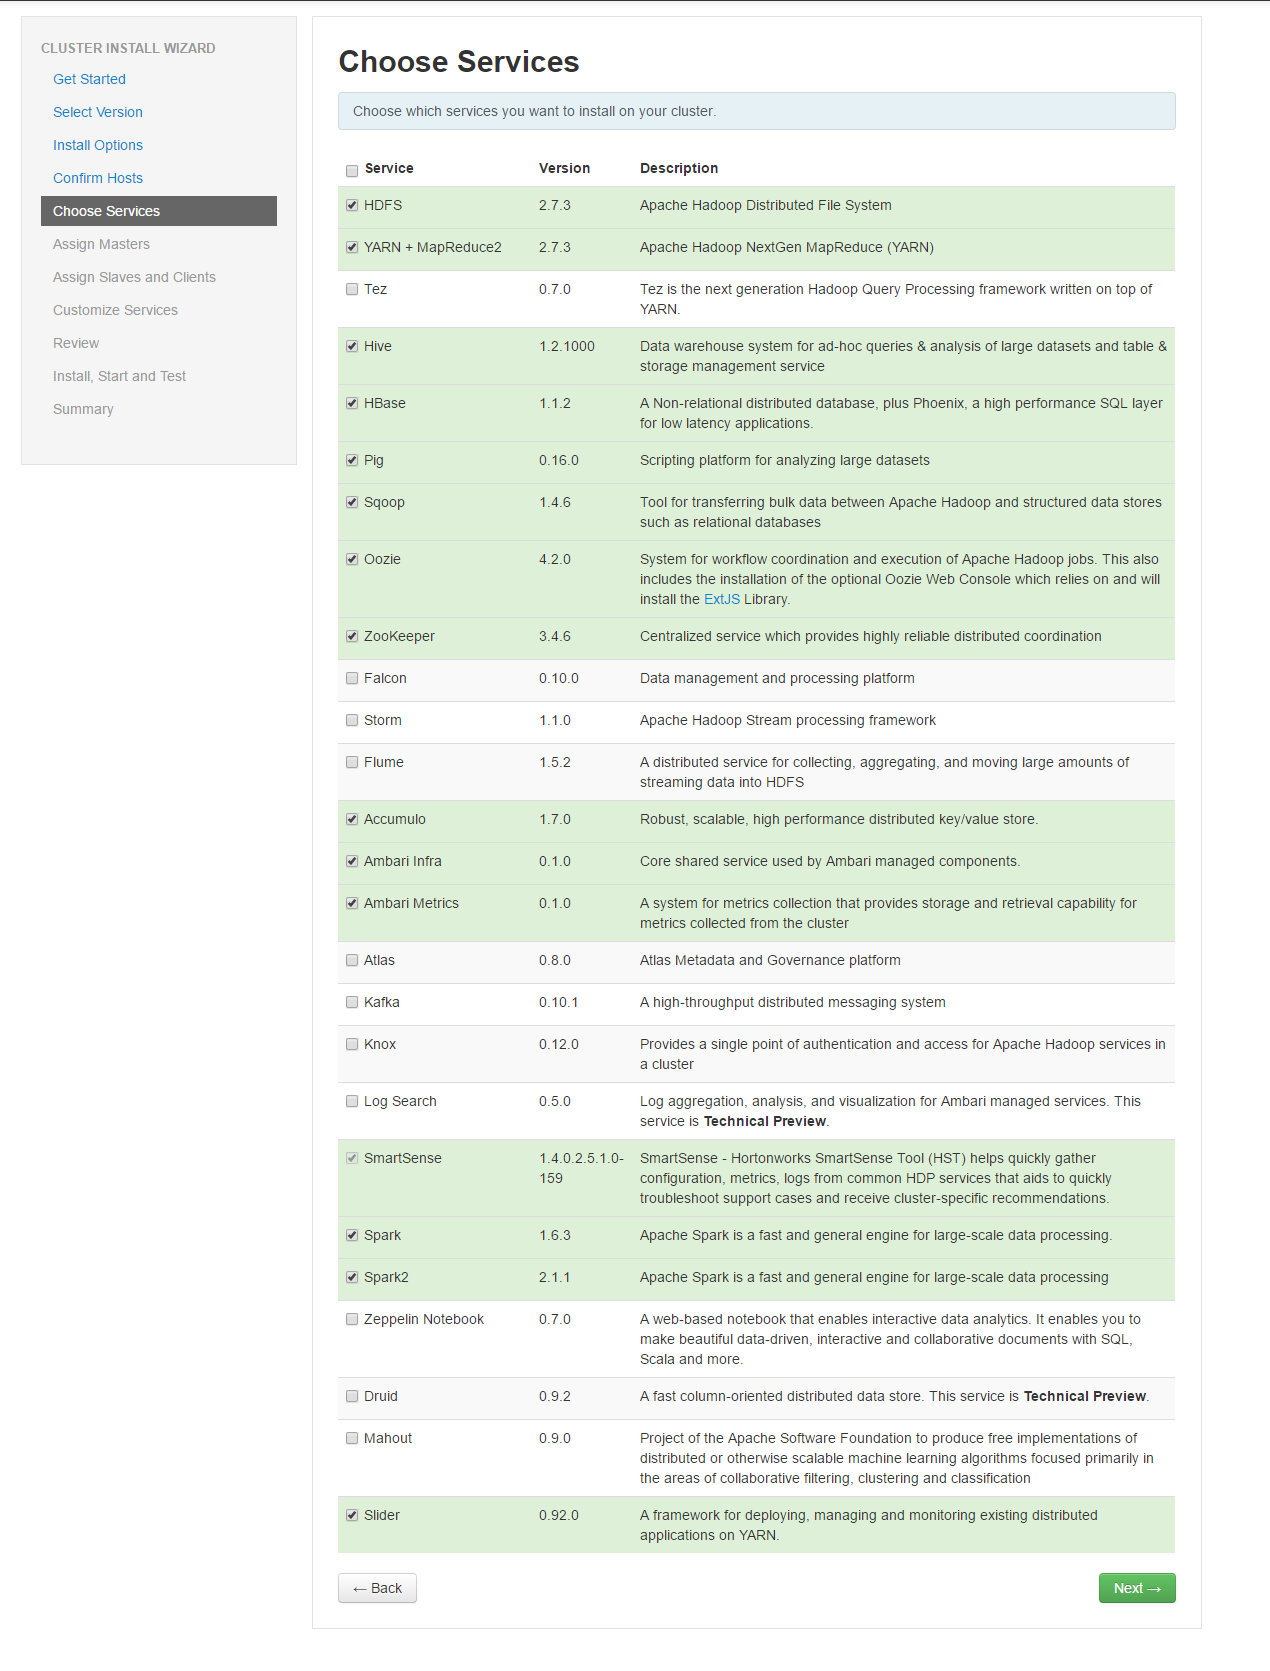 CLUSTER INSTALL WIZARD
Get Started
Select Version
Install Options
Confirm Hosts
Choose Services
Assign Masters
Assign Slaves and Clients
Customize Services
Review
Install, Start and Test
Summary
Choose Services
Choose which services you want to install on your cluster.
Service Version Description
HDFS 2.7.3 Apache Hadoop Distributed File System
YARN + MapReduce2 2.7.3 Apache Hadoop NextGen MapReduce (YARN)
Tez 0.7.0 Tez is the next generation Hadoop Query Processing framework written on top of
YARN.
Hive 1.2.1000 Data warehouse system for ad-hoc queries & analysis of large datasets and table &
storage management service
HBase 1.1.2 A Non-relational distributed database, plus Phoenix, a high performance SQL layer
for low latency applications.
Pig 0.16.0 Scripting platform for analyzing large datasets
Sqoop 1.4.6 Tool for transferring bulk data between Apache Hadoop and structured data stores
such as relational databases
Oozie 4.2.0 System for workflow coordination and execution of Apache Hadoop jobs. This also
includes the installation of the optional Oozie Web Console which relies on and will
install the ExtJS Library.
ZooKeeper 3.4.6 Centralized service which provides highly reliable distributed coordination
Falcon 0.10.0 Data management and processing platform
Storm 1.1.0 Apache Hadoop Stream processing framework
Flume 1.5.2 A distributed service for collecting, aggregating, and moving large amounts of
streaming data into HDFS
Accumulo 1.7.0 Robust, scalable, high performance distributed key/value store.
Ambari Infra 0.1.0 Core shared service used by Ambari managed components.
Ambari Metrics 0.1.0 A system for metrics collection that provides storage and retrieval capability for
metrics collected from the cluster
Atlas 0.8.0 Atlas Metadata and Governance platform
Kafka 0.10.1 A high-throughput distributed messaging system
Knox 0.12.0 Provides a single point of authentication and access for Apache Hadoop services in
a cluster
Log Search 0.5.0 Log aggregation, analysis, and visualization for Ambari managed services. This
service is Technical Preview.
SmartSense 1.4.0.2.5.1.0- SmartSense - Hortonworks SmartSense Tool (HST) helps quickly gather
159 configuration, metrics, logs from common HDP services that aids to quickly
troubleshoot support cases and receive cluster-specific recommendations.
Spark 1.6.3 Apache Spark is a fast and general engine for large-scale data processing.
Spark2 2.1.1 Apache Spark is a fast and general engine for large-scale data processing
Zeppelin Notebook 0.7.0 A web-based notebook that enables interactive data analytics. It enables you to
make beautiful data-driven, interactive and collaborative documents with SQL,
Scala and more.
Druid 0.9.2 A fast column-oriented distributed data store. This service is Technical Preview.
Mahout 0.9.0 Project of the Apache Software Foundation to produce free implementations of
distributed or otherwise scalable machine learning algorithms focused primarily in
the areas of collaborative filtering, clustering and classification
Slider 0.92.0 A framework for deploying, managing and monitoring existing distributed
applications on YARN.
← Back Next →